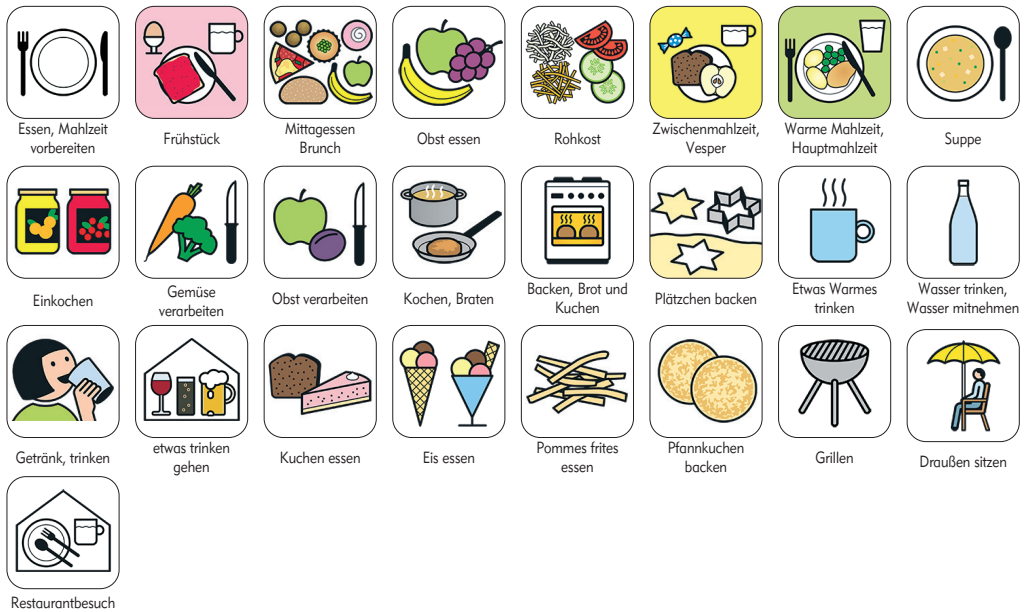 Essen, Mahlzeit
vorbereiten
Frühstück
Mittagessen
Brunch
Obst essen
Rohkost
Zwischenmahlzeit,
Vesper
Warme Mahlzeit,
Hauptmahlzeit
Suppe
Einkochen
Gemüse
verarbeiten
Obst verarbeiten
Kochen, Braten
Backen, Brot und
Kuchen
Plätzchen backen
Etwas Warmes
trinken
Wasser trinken,
Wasser mitnehmen
Getränk, trinken
etwas trinken
gehen
Kuchen essen
Eis essen
Pommes frites
essen
Pfannkuchen
backen
Grillen
Draußen sitzen
Restaurantbesuch